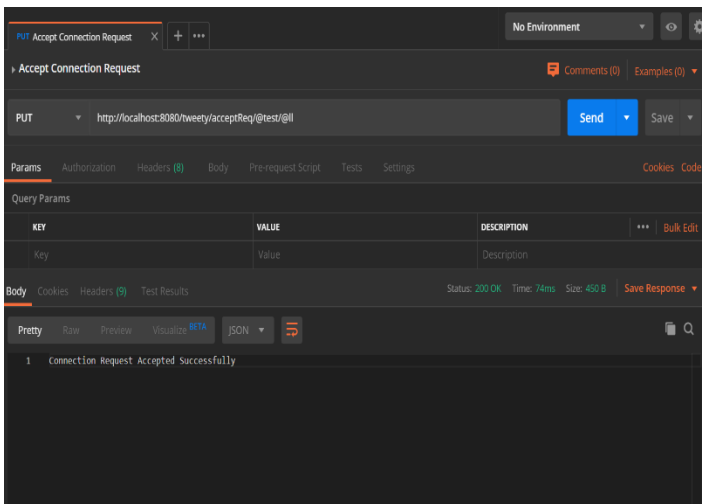 PUT Accept Connection Request X + ••• No Environment
Accept Connection Request Comments (0) Examples (0)
PUT http://localhost:8080/tweety/acceptReq/@test/@ll Send Save
Params Authorization Headers (8) Body Pre-request Script Tests Settings Cookies Code
Query Params
KEY VALUE DESCRIPTION ••• Bulk Edit
Key Value Description
Body Cookies Headers (9) Test Results Status: 200 OK Time: 74ms Size: 450 B Save Response
Pretty Raw Preview Visualize BETA JSON
1 Connection Request Accepted Successfully